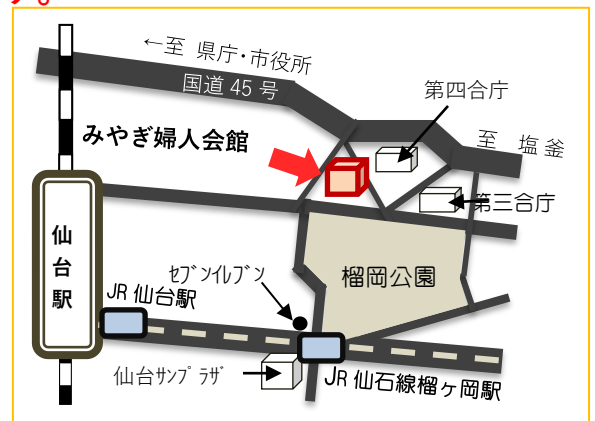 す。
←至 県庁・市役所
国道 45 号
第四合庁
みやぎ婦人会館
至 塩釜
第三合庁
仙台駅
セブンイレブン
榴岡公園
JR 仙台駅
仙台サンプラザ
JR 仙石線榴ヶ岡駅